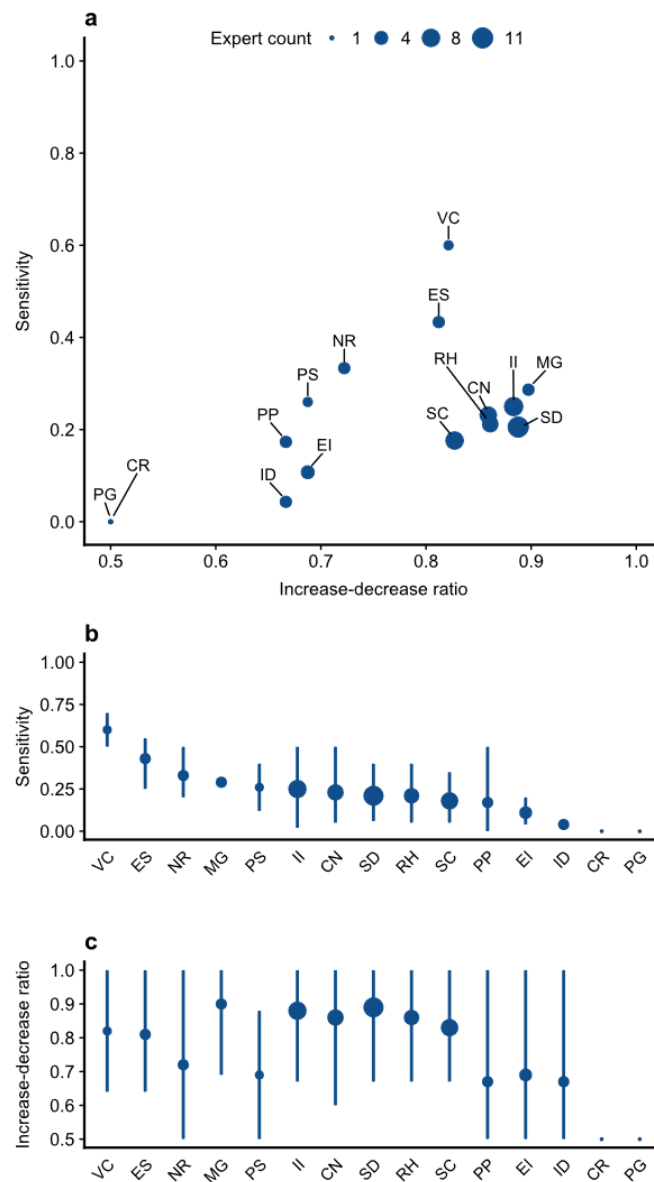 a
Expert count 1 4 8 11
1.0
0.8
0.6
0.4
0.2
0.0
Sensitivity
VC
ES
NR
RH
II
MG
PS
CN
PP
SC
SD
EI
CR
ID
PG
0.5 0.6 0.7 0.8 0.9 1.0
Increase-decrease ratio
b
1.00
0.75
0.50
0.25
0.00
Sensitivity
VC ES NR MG PS II CN SD RH SC PP EI ID CR PG
c
1.0
0.9
0.8
0.7
0.6
0.5
Increase-decrease ratio
VC ES NR MG PS II CN SD RH SC PP EI ID CR PG